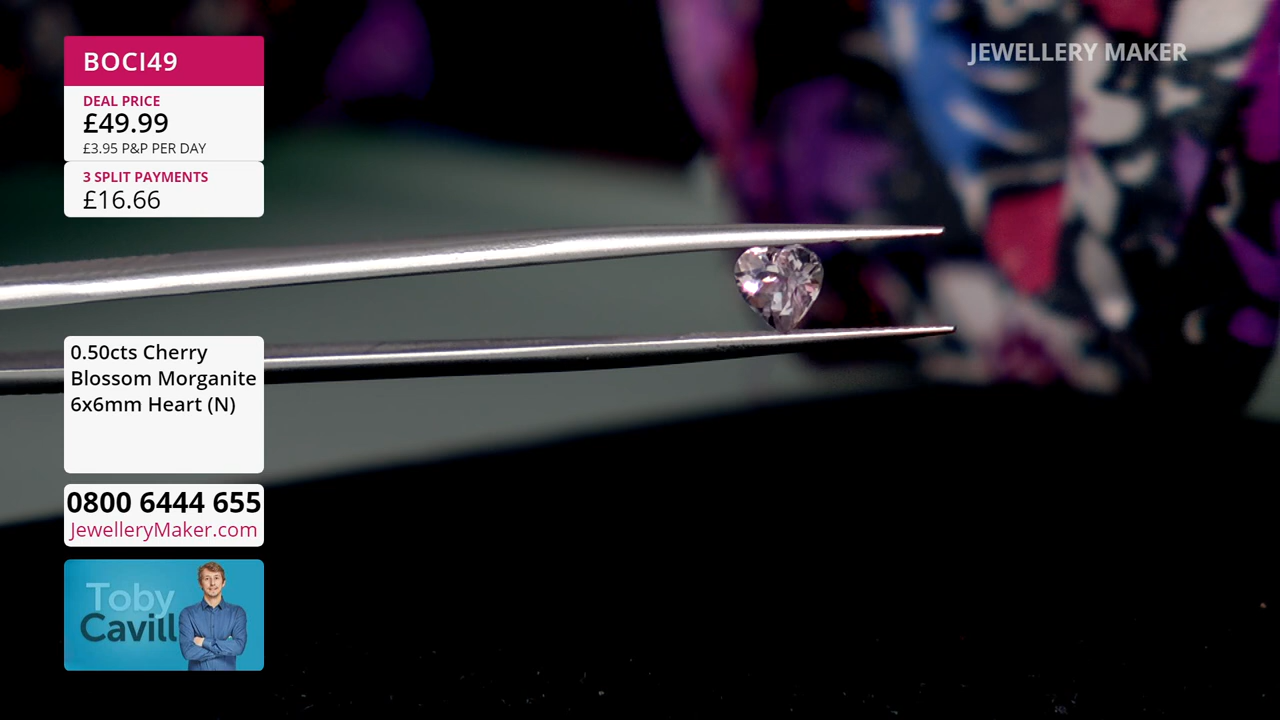 BOCI49
DEAL PRICE
£49.99
£3.95 P&P PER DAY
3 SPLIT PAYMENTS
£16.66
0.50cts Cherry
Blossom Morganite
6x6mm Heart (N)
0800 6444 655
JewelleryMaker.com
Toby
Cavill
JEWELLERY MAKER